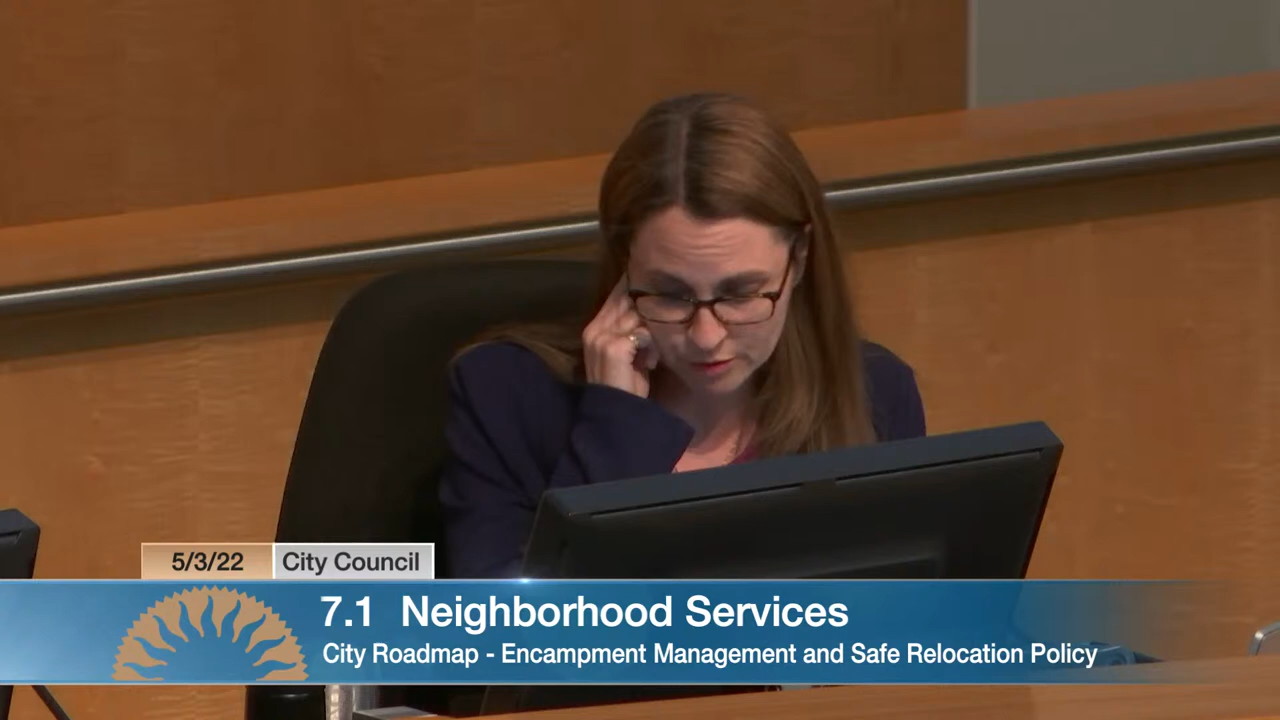 5/3/22 City Council
7.1 Neighborhood Services
City Roadmap - Encampment Management and Safe Relocation Policy